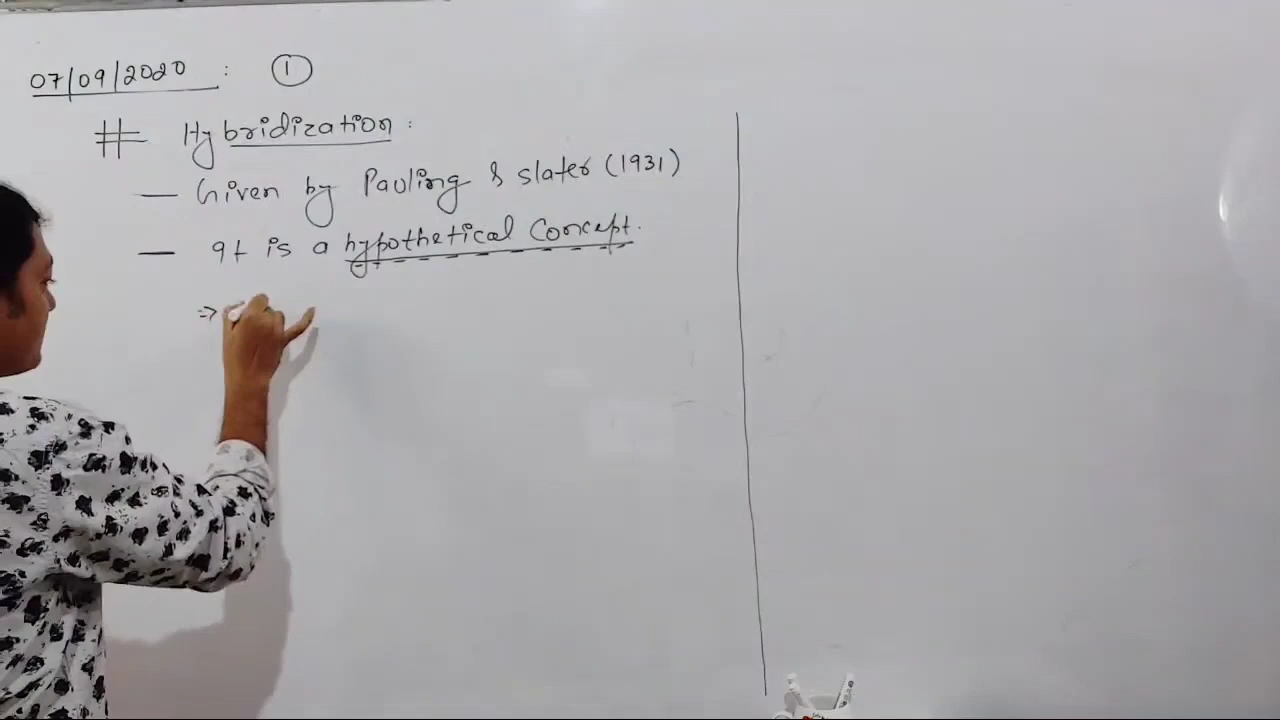 07/09/2020 : ①
# Hybridization :
— Given by Pauling & slater (1931)
— It is a hypothetical concept.
⇒